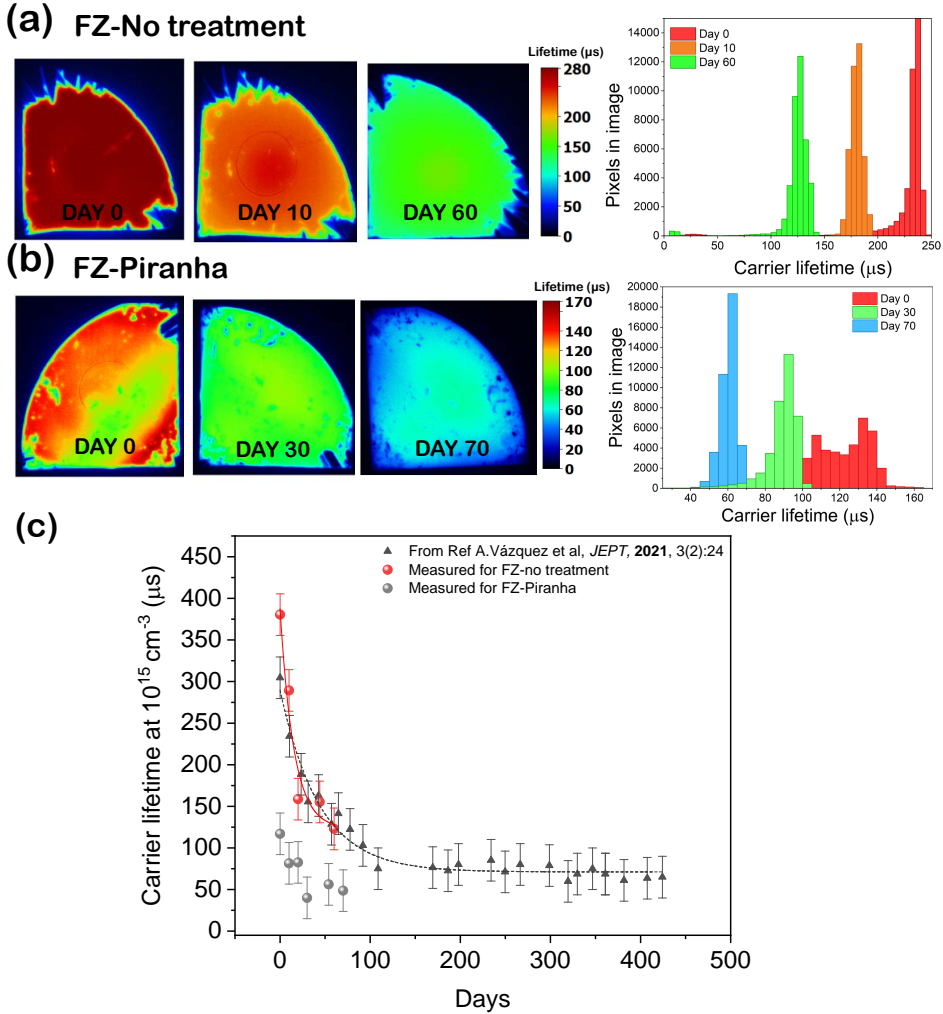 (a) FZ-No treatment
Lifetime (µs)
280
250
200
150
100
50
0
DAY 0
DAY 10
DAY 60
Day 0
Day 10
Day 60
14000
12000
10000
8000
6000
4000
2000
0
Pixels in image
0 50 100 150 200 250
Carrier lifetime (µs)
(b) FZ-Piranha
Lifetime (µs)
170
160
140
120
100
80
60
40
20
0
DAY 0
DAY 30
DAY 70
Day 0
Day 30
Day 70
20000
18000
16000
14000
12000
10000
8000
6000
4000
2000
0
Pixels in image
40 60 80 100 120 140 160
Carrier lifetime (µs)
(c)
From Ref A.Vázquez et al, JEPT, 2021, 3(2):24
Measured for FZ-no treatment
Measured for FZ-Piranha
450
400
350
300
250
200
150
100
50
0
Carrier lifetime at 10¹⁵ cm⁻³ (µs)
0 100 200 300 400 500
Days